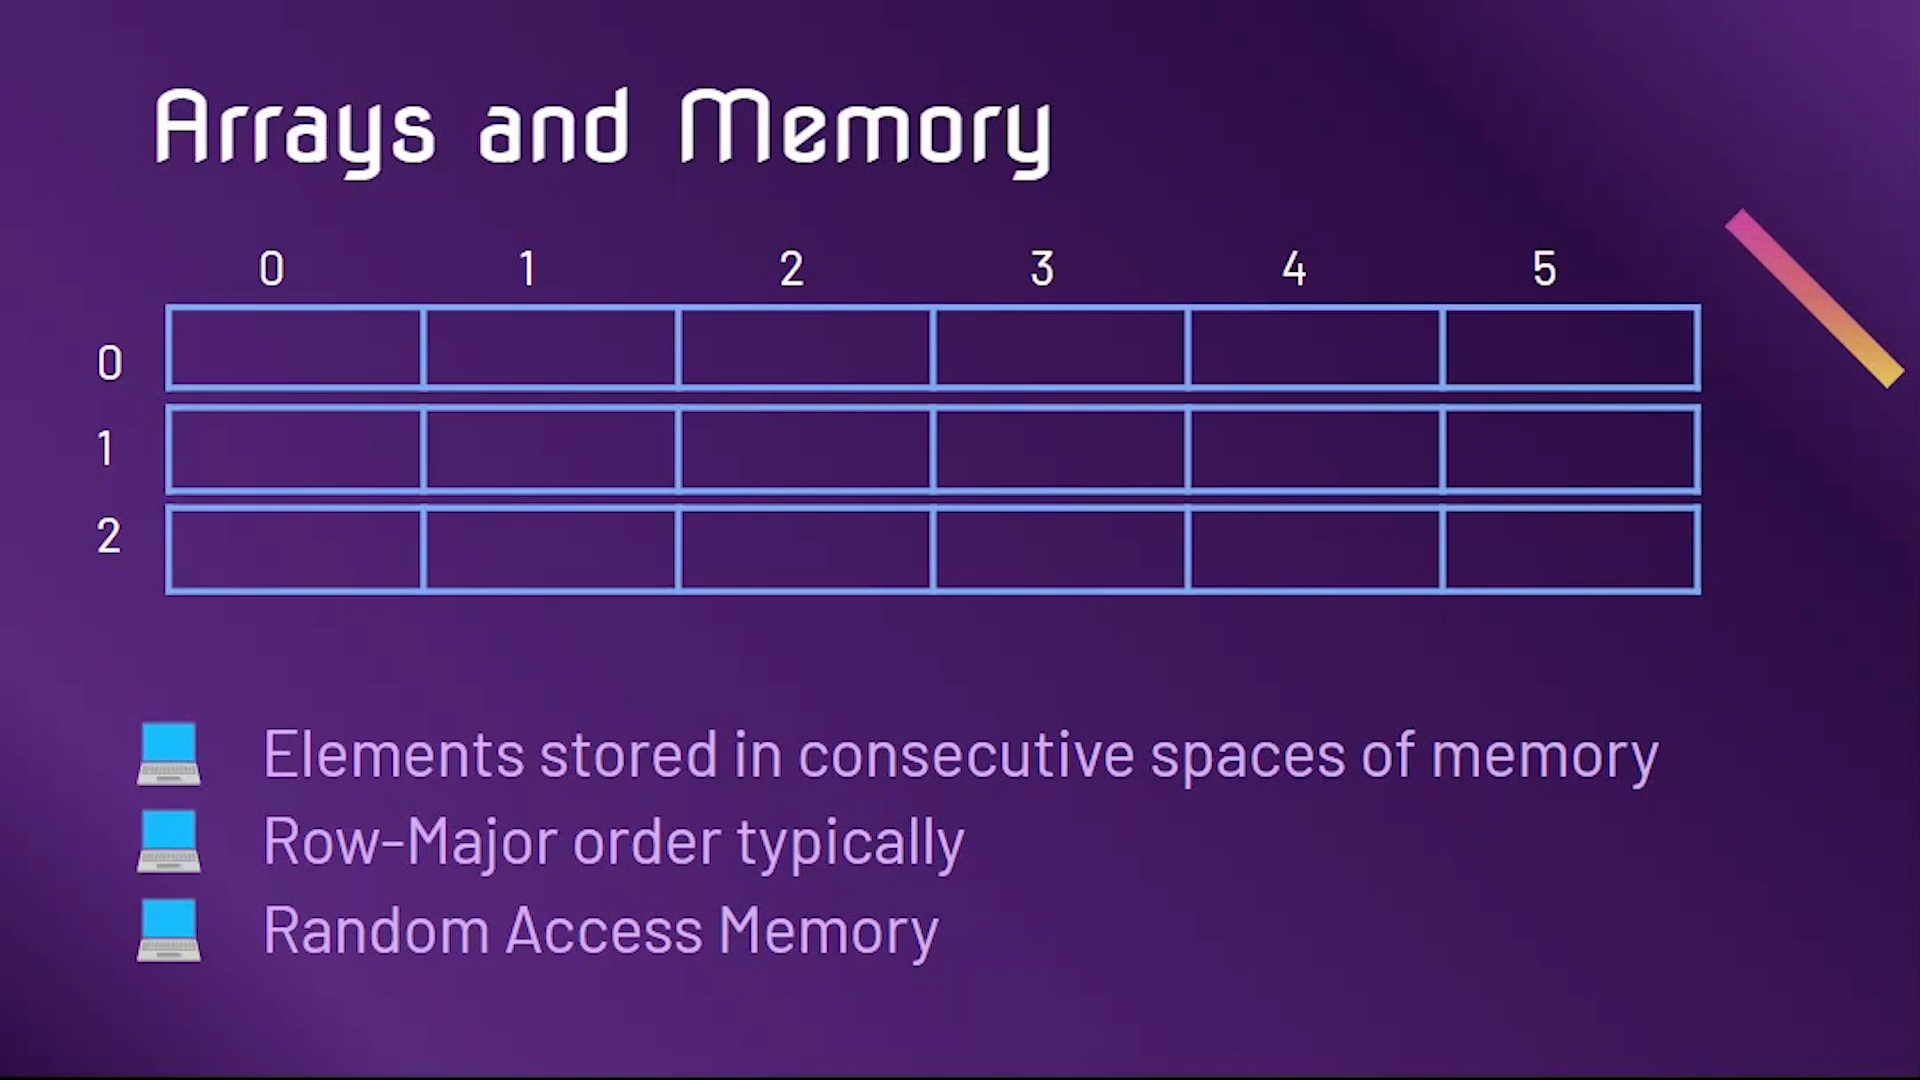 Arrays and Memory
0 1 2 3 4 5
0
1
2
Elements stored in consecutive spaces of memory
Row-Major order typically
Random Access Memory